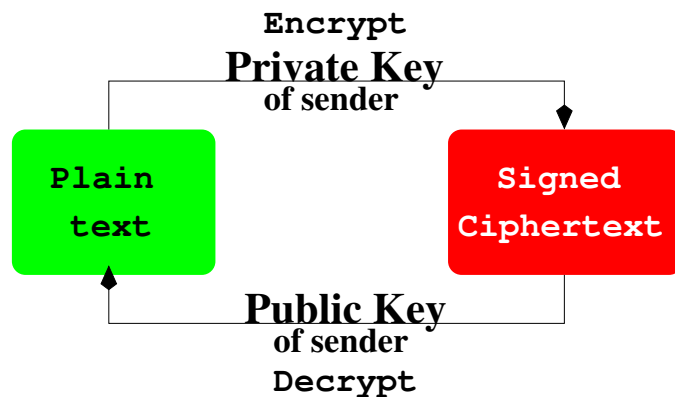 Encrypt
Private Key
of sender
Plain
text
Signed
Ciphertext
Public Key
of sender
Decrypt